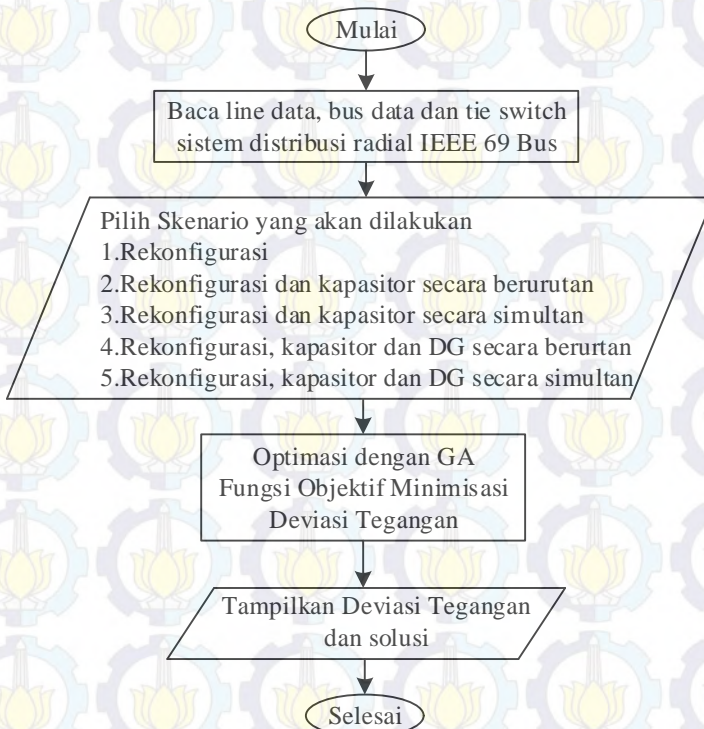 Mulai
Baca line data, bus data dan tie switch
sistem distribusi radial IEEE 69 Bus
Pilih Skenario yang akan dilakukan
1.Rekonfigurasi
2.Rekonfigurasi dan kapasitor secara berurutan
3.Rekonfigurasi dan kapasitor secara simultan
4.Rekonfigurasi, kapasitor dan DG secara berurtan
5.Rekonfigurasi, kapasitor dan DG secara simultan
Optimasi dengan GA
Fungsi Objektif Minimisasi
Deviasi Tegangan
Tampilkan Deviasi Tegangan
dan solusi
Selesai